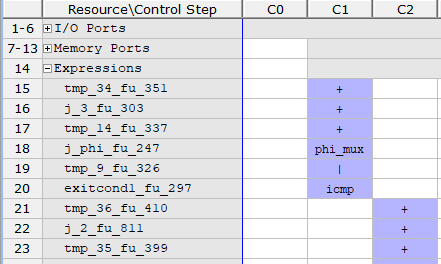 Resource\Control Step C0 C1 C2
1-6 I/O Ports
7-13 Memory Ports
14 Expressions
15 tmp_34_fu_351 +
16 j_3_fu_303 +
17 tmp_14_fu_337 +
18 j_phi_fu_247 phi_mux
19 tmp_9_fu_326 |
20 exitcond1_fu_297 icmp
21 tmp_36_fu_410 +
22 j_2_fu_811 +
23 tmp_35_fu_399 +